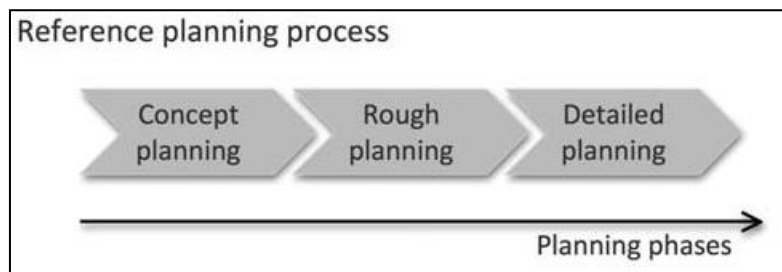 Reference planning process
Concept
planning
Rough
planning
Detailed
planning
Planning phases